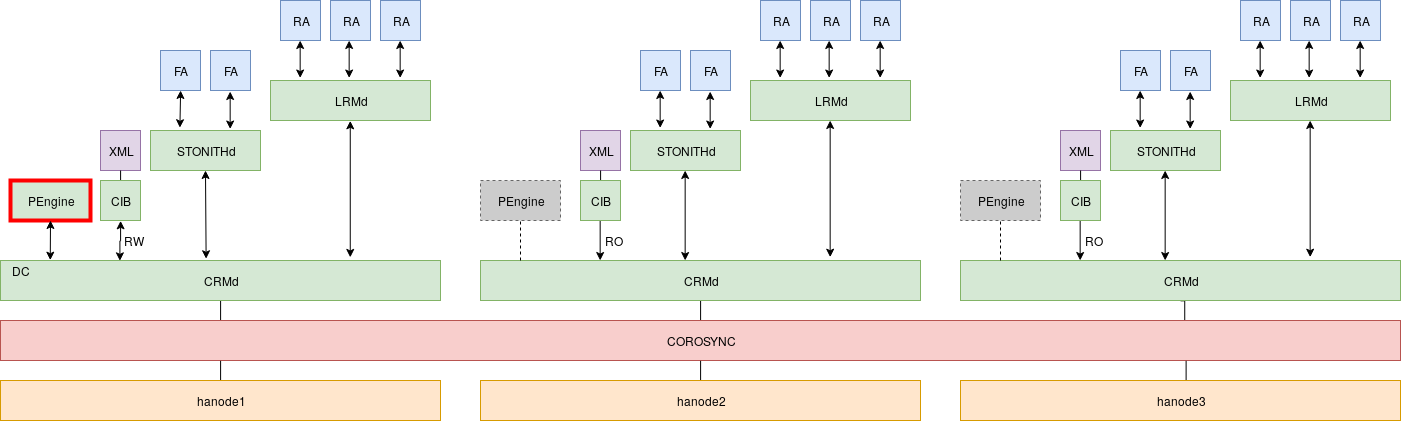 RA RA RA RA RA RA RA RA RA
FA FA FA FA FA FA
LRMd LRMd LRMd
XML STONITHd XML STONITHd XML STONITHd
PEngine CIB PEngine CIB PEngine CIB
RW RO RO
DC
CRMd CRMd CRMd
COROSYNC
hanode1 hanode2 hanode3